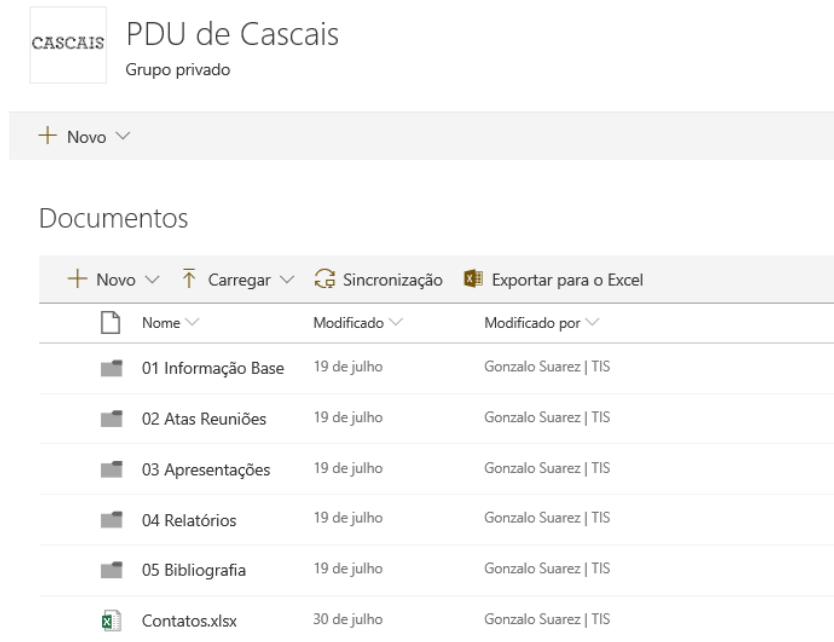 CASCAIS
PDU de Cascais
Grupo privado
Novo
Documentos
Novo Carregar Sincronização Exportar para o Excel
Nome Modificado Modificado por
01 Informação Base 19 de julho Gonzalo Suarez | TIS
02 Atas Reuniões 19 de julho Gonzalo Suarez | TIS
03 Apresentações 19 de julho Gonzalo Suarez | TIS
04 Relatórios 19 de julho Gonzalo Suarez | TIS
05 Bibliografia 19 de julho Gonzalo Suarez | TIS
Contatos.xlsx 30 de julho Gonzalo Suarez | TIS